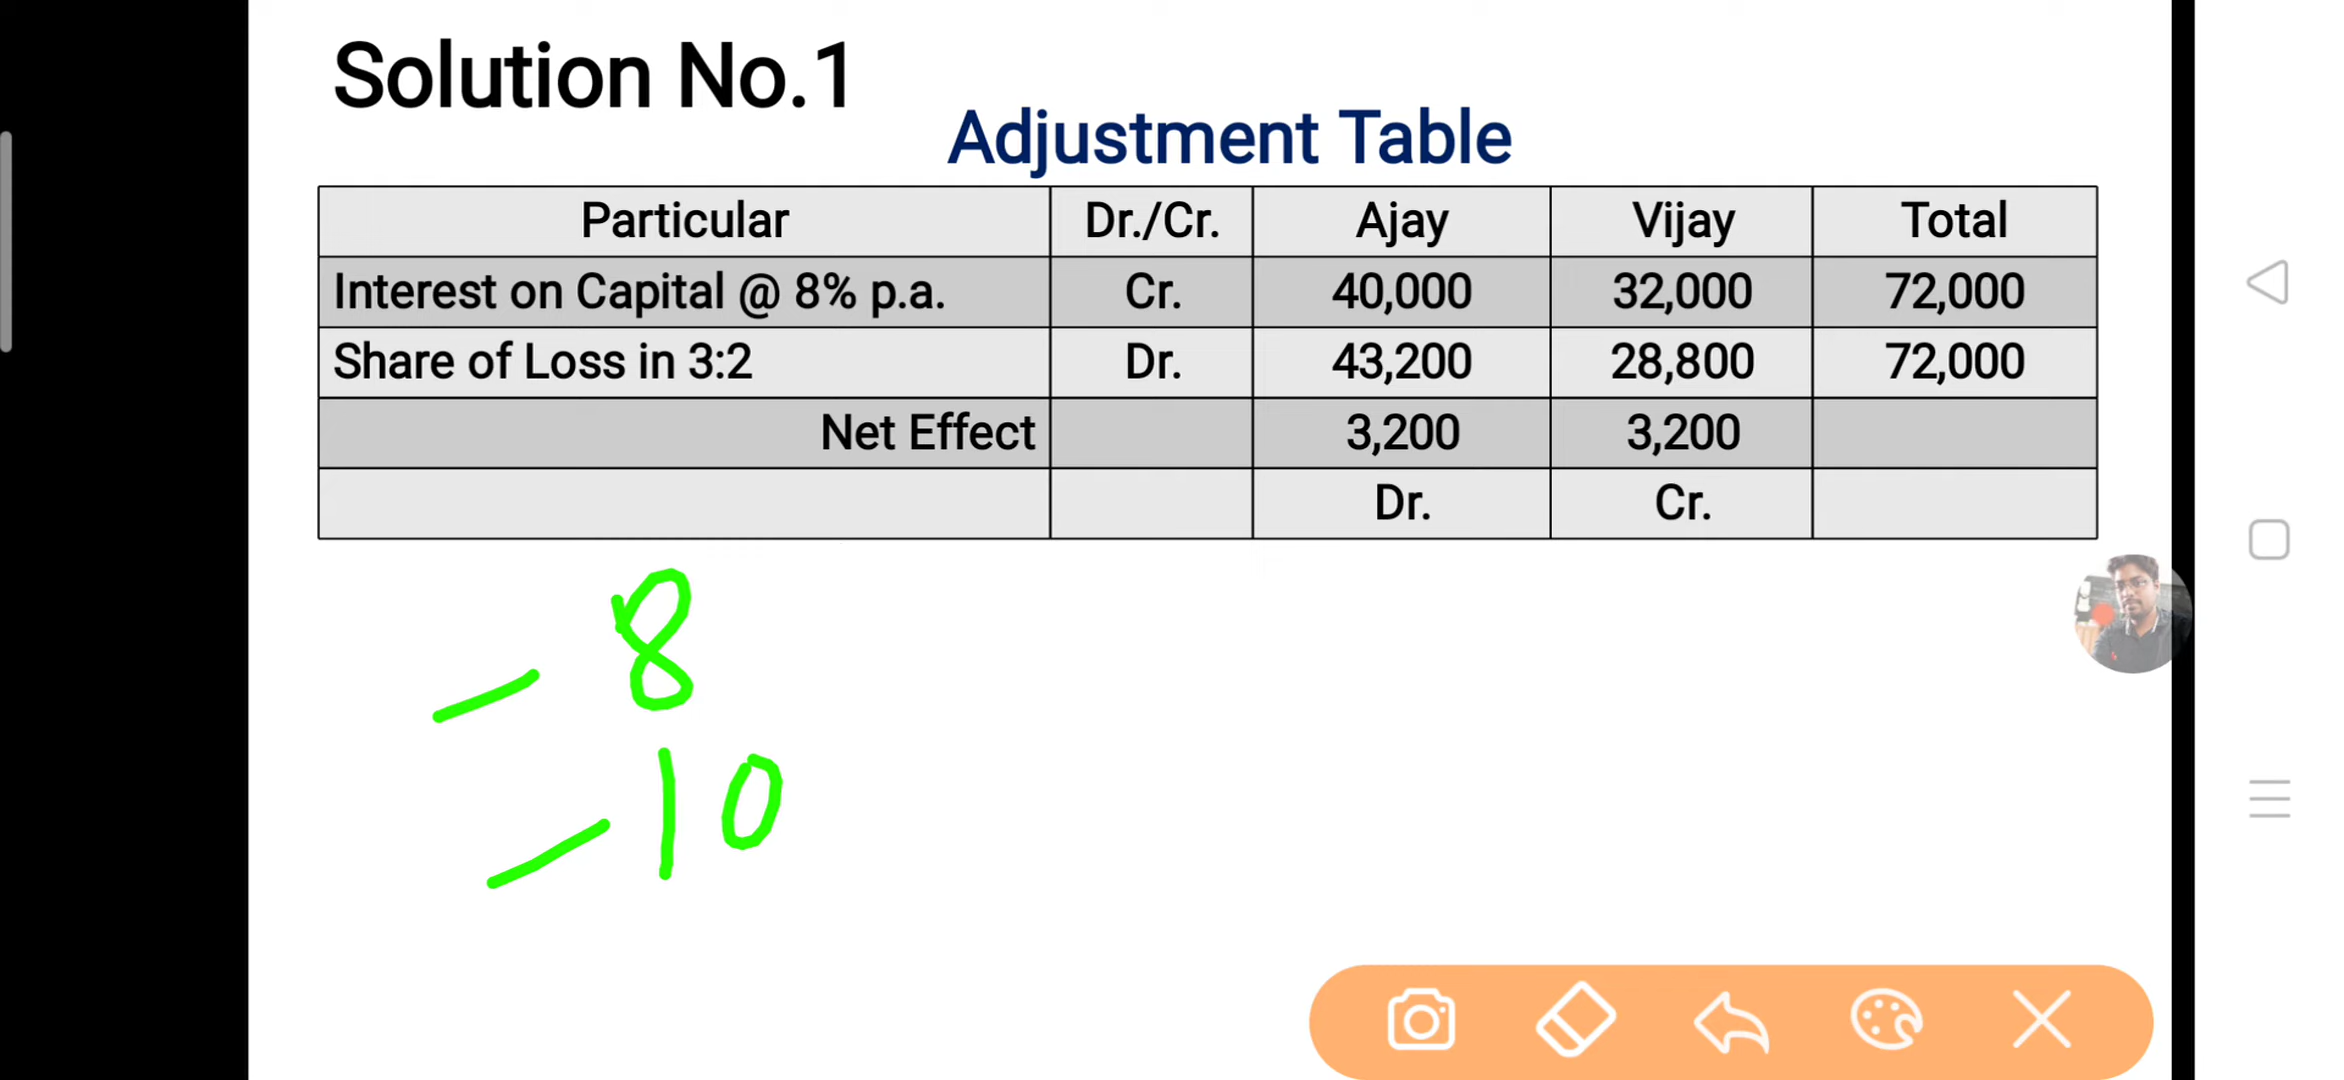 Solution No.1
Adjustment Table
Particular Dr./Cr. Ajay Vijay Total
Interest on Capital @ 8% p.a. Cr. 40,000 32,000 72,000
Share of Loss in 3:2 Dr. 43,200 28,800 72,000
Net Effect 3,200 3,200
Dr. Cr.
– 8
– 10